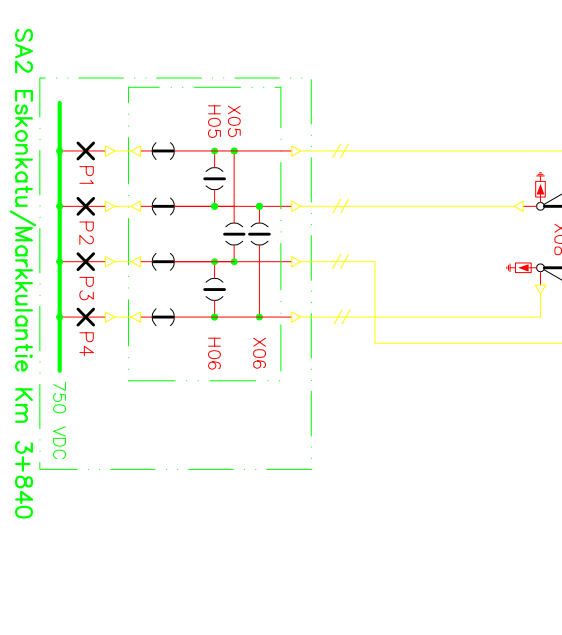 SA2 Eskonkatu/Markkulantie Km 3+840
750 VDC
P1
P2
P3
P4
H05
X05
H06
X06